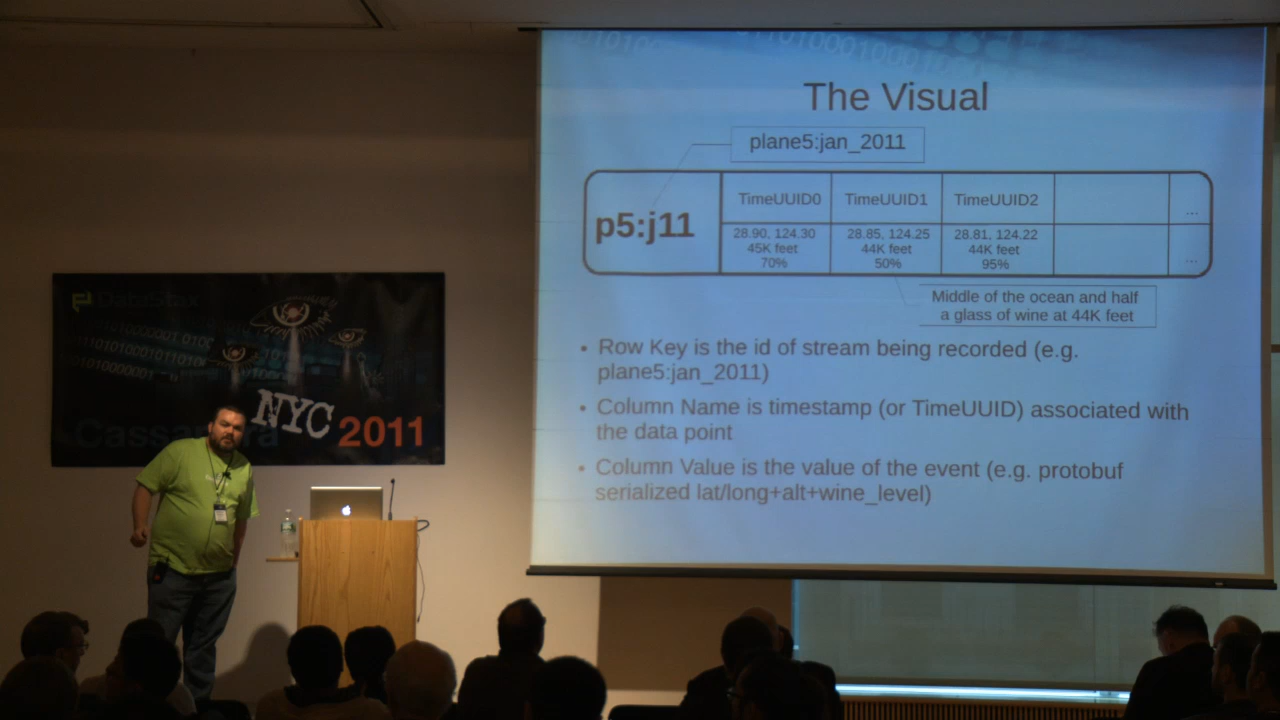 The Visual
plane5:jan_2011
p5:j11
TimeUUID0
TimeUUID1
TimeUUID2
...
28.90, 124.30
45K feet
70%
28.85, 124.25
44K feet
50%
28.81, 124.22
44K feet
95%
...
Middle of the ocean and half
a glass of wine at 44K feet
• Row Key is the id of stream being recorded (e.g.
plane5:jan_2011)
• Column Name is timestamp (or TimeUUID) associated with
the data point
• Column Value is the value of the event (e.g. protobuf
serialized lat/long+alt+wine_level)
DataStax
NYC
2011